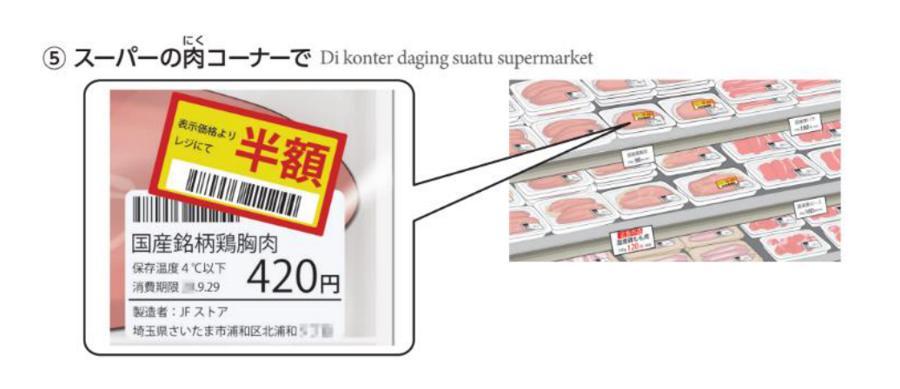 ⑤ スーパーの肉コーナーで Di konter daging suatu supermarket
にく
表示価格より
レジにて
半額
国産銘柄鶏胸肉
保存温度4℃以下
消費期限 .9.29
420円
製造者：JFストア
埼玉県さいたま市浦和区北浦和